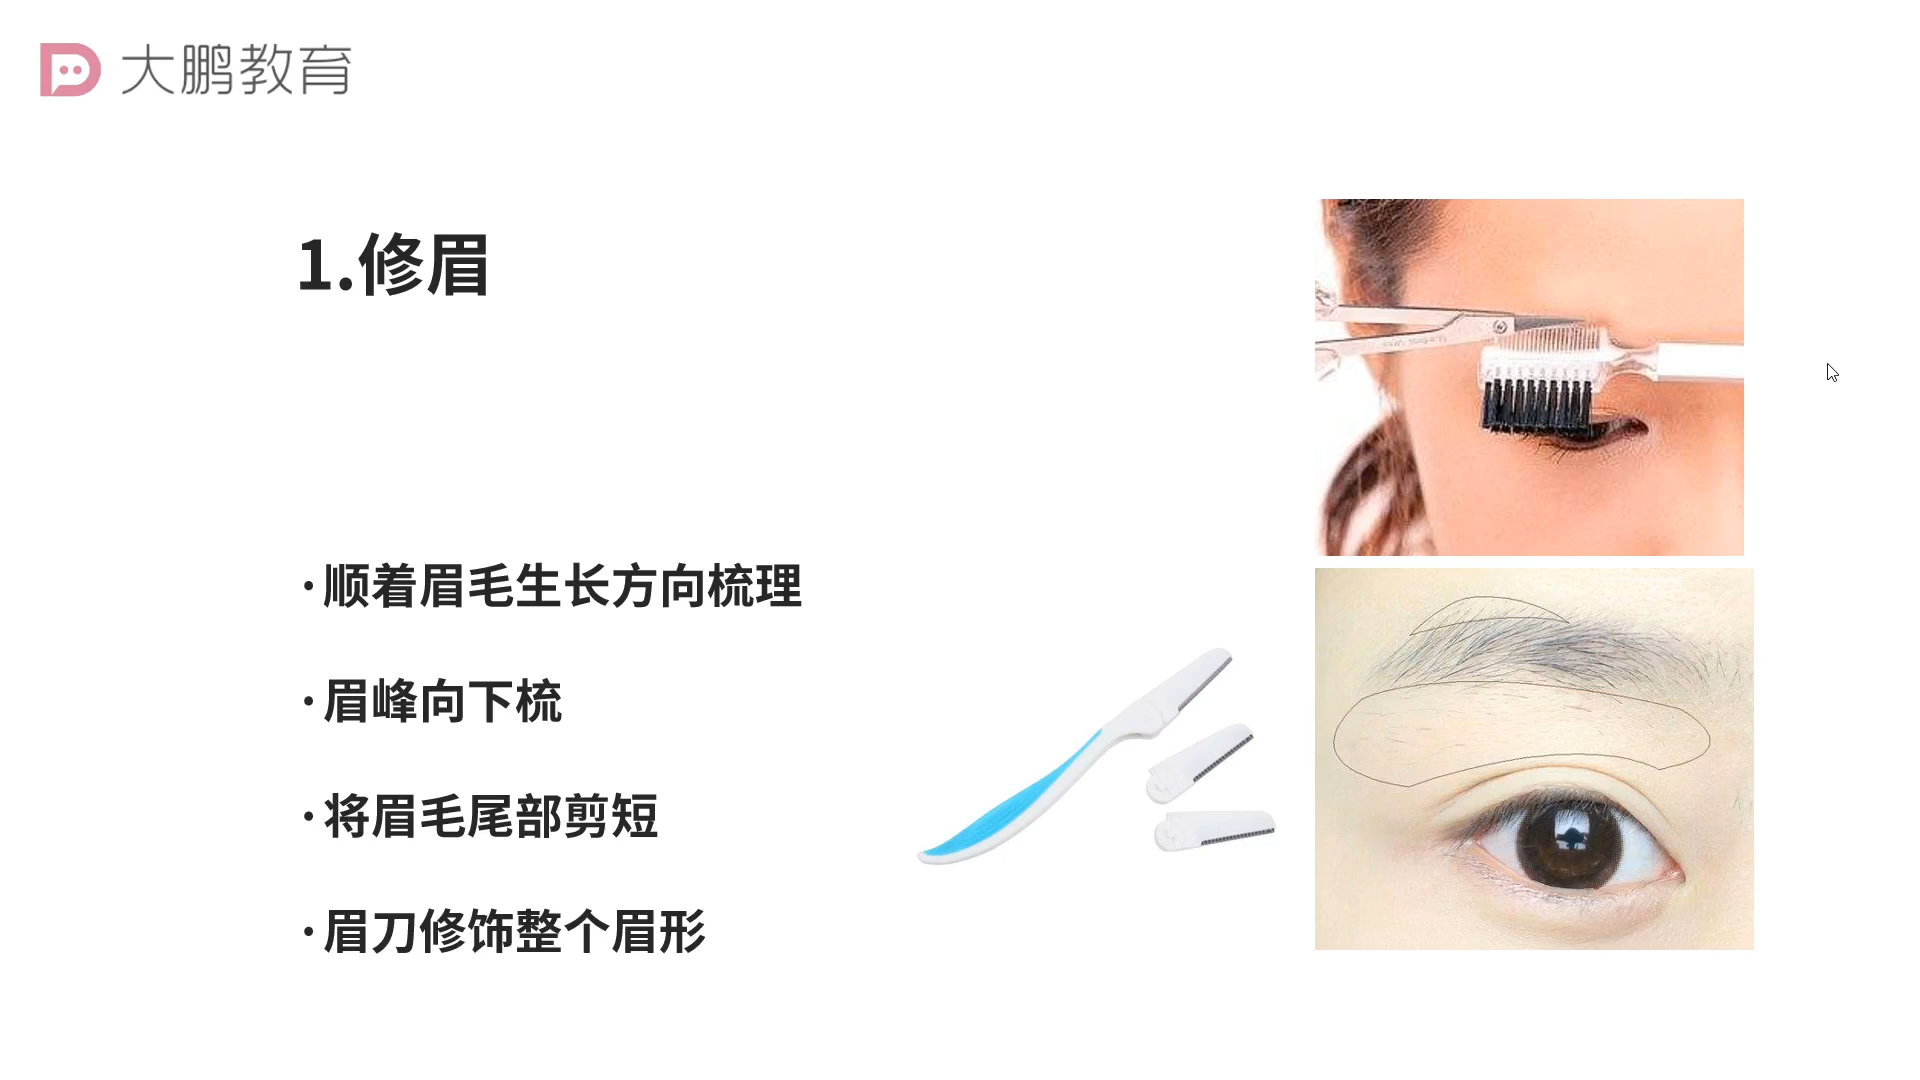 大鹏教育
1.修眉
·顺着眉毛生长方向梳理
·眉峰向下梳
·将眉毛尾部剪短
·眉刀修饰整个眉形